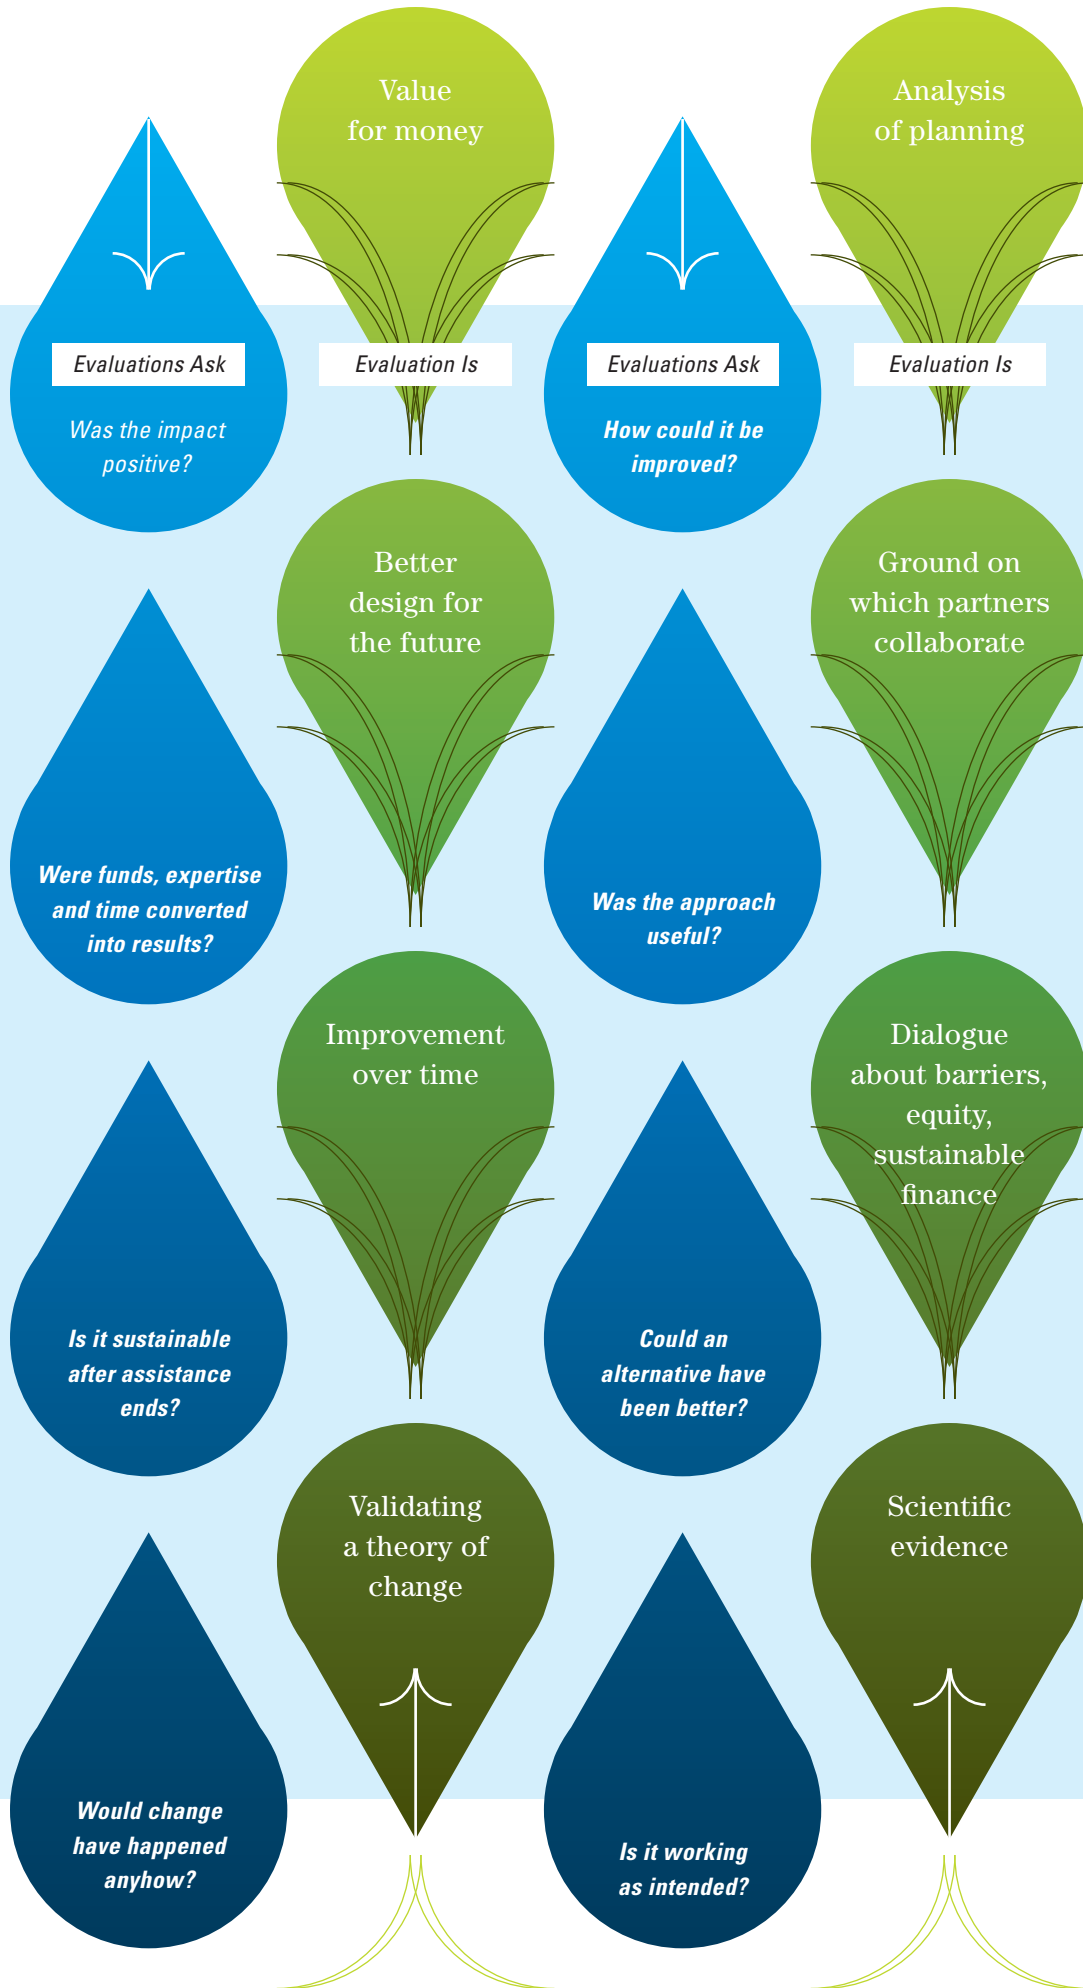 Value
for money
Analysis
of planning
Evaluations Ask
Evaluation Is
Evaluations Ask
Evaluation Is
Was the impact
positive?
How could it be
improved?
Better
design for
the future
Ground on
which partners
collaborate
Were funds, expertise
and time converted
into results?
Was the approach
useful?
Improvement
over time
Dialogue
about barriers,
equity,
sustainable
finance
Is it sustainable
after assistance
ends?
Could an
alternative have
been better?
Validating
a theory of
change
Scientific
evidence
Would change
have happened
anyhow?
Is it working
as intended?